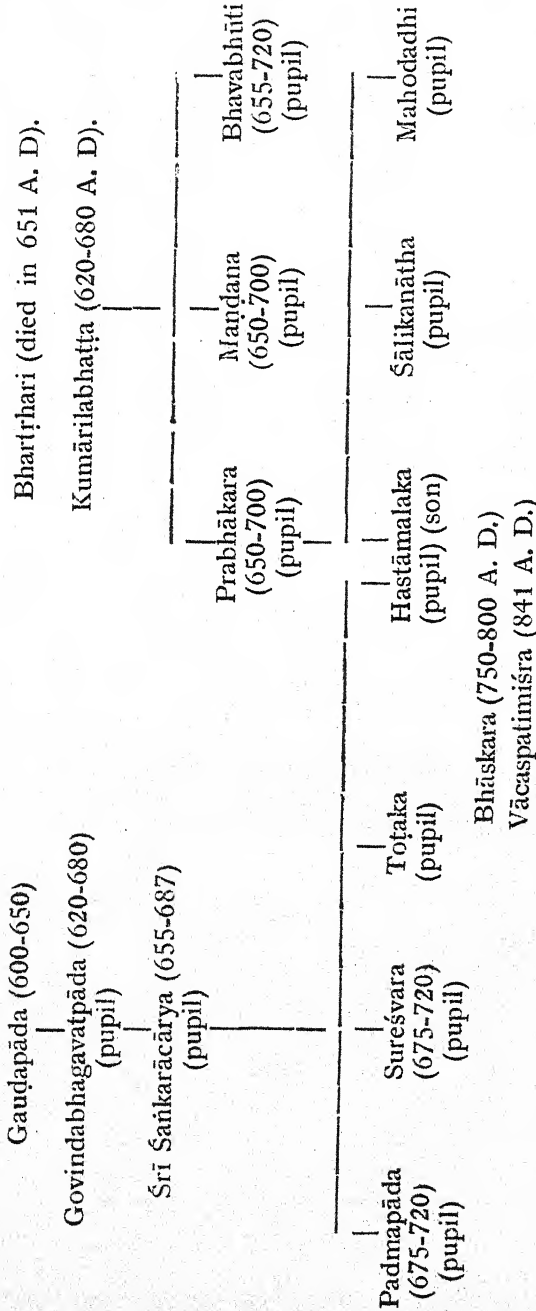 Gauḍapāda (600-650)
Govindabhagavatpāda (620-680)
(pupil)
Śrī Śaṅkarācārya (655-687)
(pupil)
Padmapāda
(675-720)
(pupil)
Sureśvara
(675-720)
(pupil)
Toṭaka
(pupil)
Hastāmalaka
(pupil) (son)
Bhartṛhari (died in 651 A. D).
Kumārilabhaṭṭa (620-680 A. D).
Prabhākara
(650-700)
(pupil)
Maṇḍana
(650-700)
(pupil)
Bhavabhūti
(655-720)
(pupil)
Śālikanātha
(pupil)
Mahodadhi
(pupil)
Bhāskara (750-800 A. D.)
Vācaspatimiśra (841 A. D.)